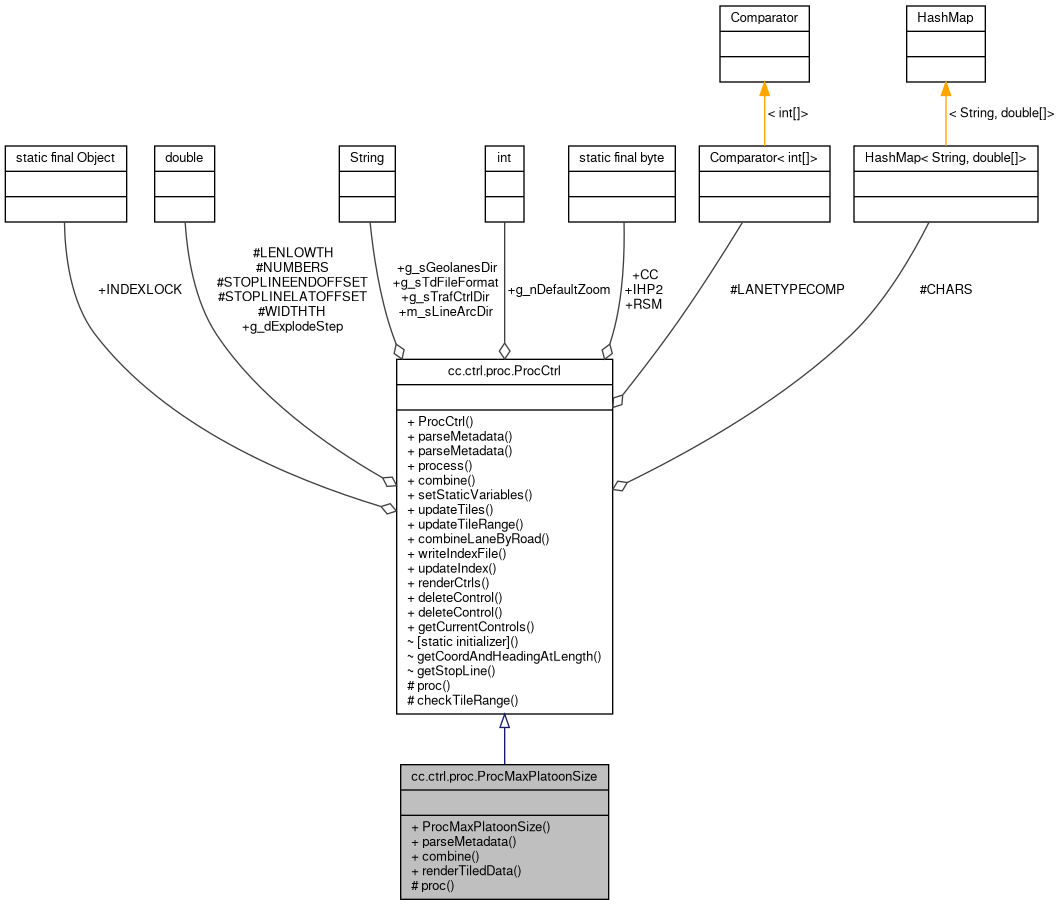 Comparator
HashMap
< int[]>
< String, double[]>
static final Object
double
String
int
static final byte
Comparator< int[]>
HashMap< String, double[]>
+INDEXLOCK
#LENLOWTH
#NUMBERS
#STOPLINEENDOFFSET
#STOPLINELATOFFSET
#WIDTHTH
+g_dExplodeStep
+g_sGeolanesDir
+g_sTdFileFormat
+g_sTrafCtrlDir
+m_sLineArcDir
+g_nDefaultZoom
+CC
+IHP2
+RSM
#LANETYPECOMP
#CHARS
cc.ctrl.proc.ProcCtrl
+ ProcCtrl()
+ parseMetadata()
+ parseMetadata()
+ process()
+ combine()
+ setStaticVariables()
+ updateTiles()
+ updateTileRange()
+ combineLaneByRoad()
+ writeIndexFile()
+ updateIndex()
+ renderCtrls()
+ deleteControl()
+ deleteControl()
+ getCurrentControls()
~ [static initializer]()
~ getCoordAndHeadingAtLength()
~ getStopLine()
# proc()
# checkTileRange()
cc.ctrl.proc.ProcMaxPlatoonSize
+ ProcMaxPlatoonSize()
+ parseMetadata()
+ combine()
+ renderTiledData()
# proc()